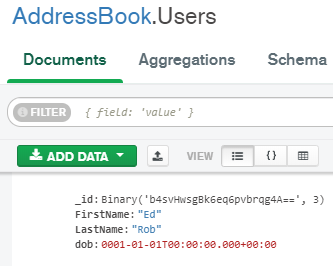 AddressBook.Users
Documents Aggregations Schema
FILTER { field: 'value' }
ADD DATA VIEW {}
_id: Binary('b4svHwsgBk6eq6pvbrqg4A==', 3)
FirstName: "Ed"
LastName: "Rob"
dob: 0001-01-01T00:00:00.000+00:00